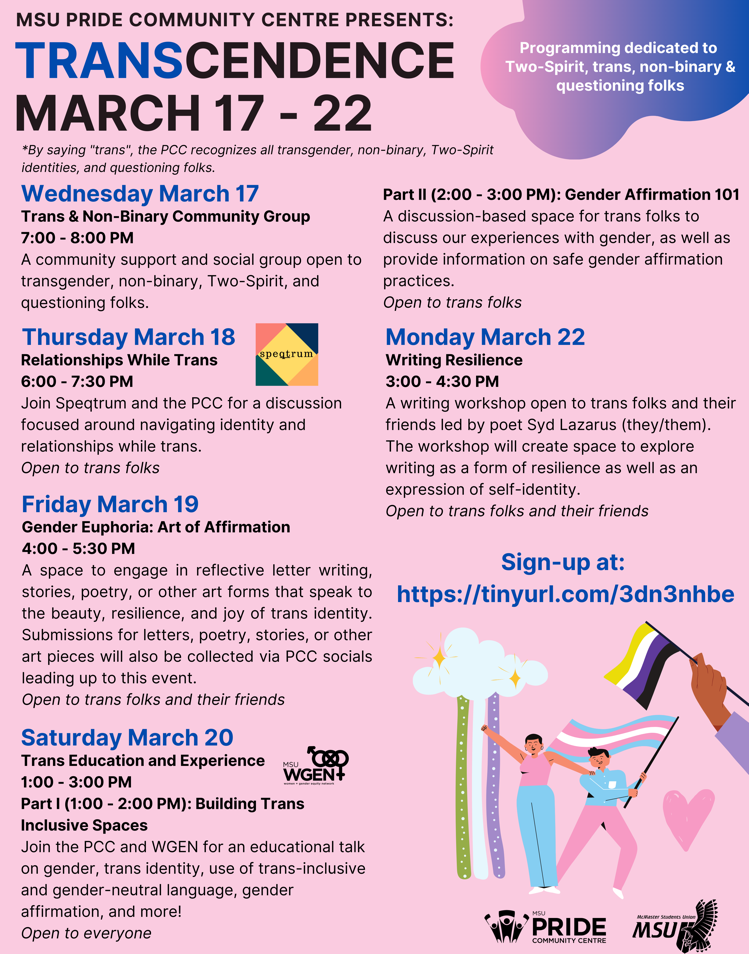 MSU PRIDE COMMUNITY CENTRE PRESENTS:
TRANSCENDENCE
MARCH 17 - 22
Programming dedicated to
Two-Spirit, trans, non-binary &
questioning folks
*By saying "trans", the PCC recognizes all transgender, non-binary, Two-Spirit
identities, and questioning folks.
Wednesday March 17
Trans & Non-Binary Community Group
7:00 - 8:00 PM
A community support and social group open to
transgender, non-binary, Two-Spirit, and
questioning folks.
Thursday March 18
Relationships While Trans
6:00 - 7:30 PM
speqtrum
Join Speqtrum and the PCC for a discussion
focused around navigating identity and
relationships while trans.
Open to trans folks
Friday March 19
Gender Euphoria: Art of Affirmation
4:00 - 5:30 PM
A space to engage in reflective letter writing,
stories, poetry, or other art forms that speak to
the beauty, resilience, and joy of trans identity.
Submissions for letters, poetry, stories, or other
art pieces will also be collected via PCC socials
leading up to this event.
Open to trans folks and their friends
Saturday March 20
Trans Education and Experience
1:00 - 3:00 PM
MSU
WGEN
women + gender equity network
Part I (1:00 - 2:00 PM): Building Trans
Inclusive Spaces
Join the PCC and WGEN for an educational talk
on gender, trans identity, use of trans-inclusive
and gender-neutral language, gender
affirmation, and more!
Open to everyone
Part II (2:00 - 3:00 PM): Gender Affirmation 101
A discussion-based space for trans folks to
discuss our experiences with gender, as well as
provide information on safe gender affirmation
practices.
Open to trans folks
Monday March 22
Writing Resilience
3:00 - 4:30 PM
A writing workshop open to trans folks and their
friends led by poet Syd Lazarus (they/them).
The workshop will create space to explore
writing as a form of resilience as well as an
expression of self-identity.
Open to trans folks and their friends
Sign-up at:
https://tinyurl.com/3dn3nhbe
MSU
PRIDE
COMMUNITY CENTRE
McMaster Students Union
MSU